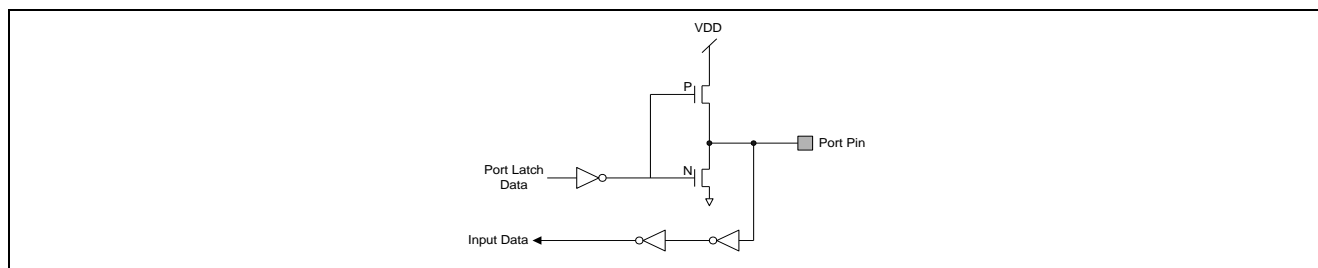 VDD
P
Port Pin
Port Latch
Data
N
Input Data